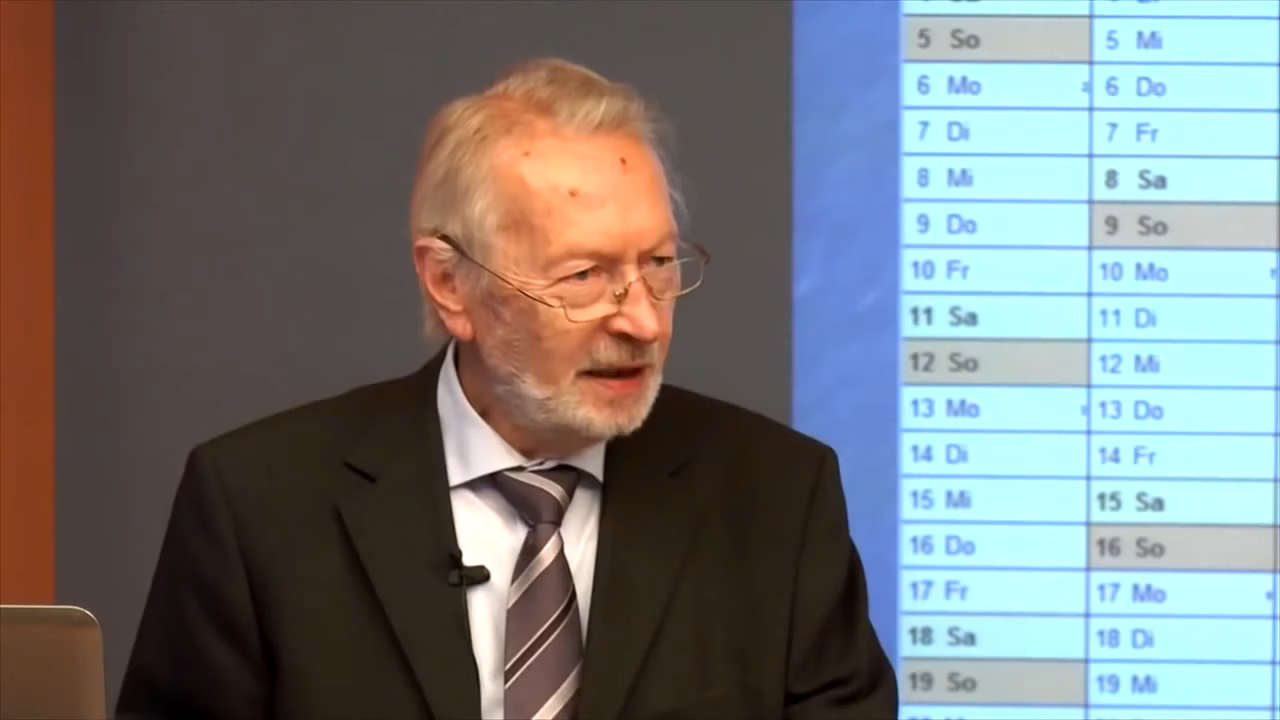 5 So 5 Mi
6 Mo 6 Do
7 Di 7 Fr
8 Mi 8 Sa
9 Do 9 So
10 Fr 10 Mo
11 Sa 11 Di
12 So 12 Mi
13 Mo 13 Do
14 Di 14 Fr
15 Mi 15 Sa
16 Do 16 So
17 Fr 17 Mo
18 Sa 18 Di
19 So 19 Mi